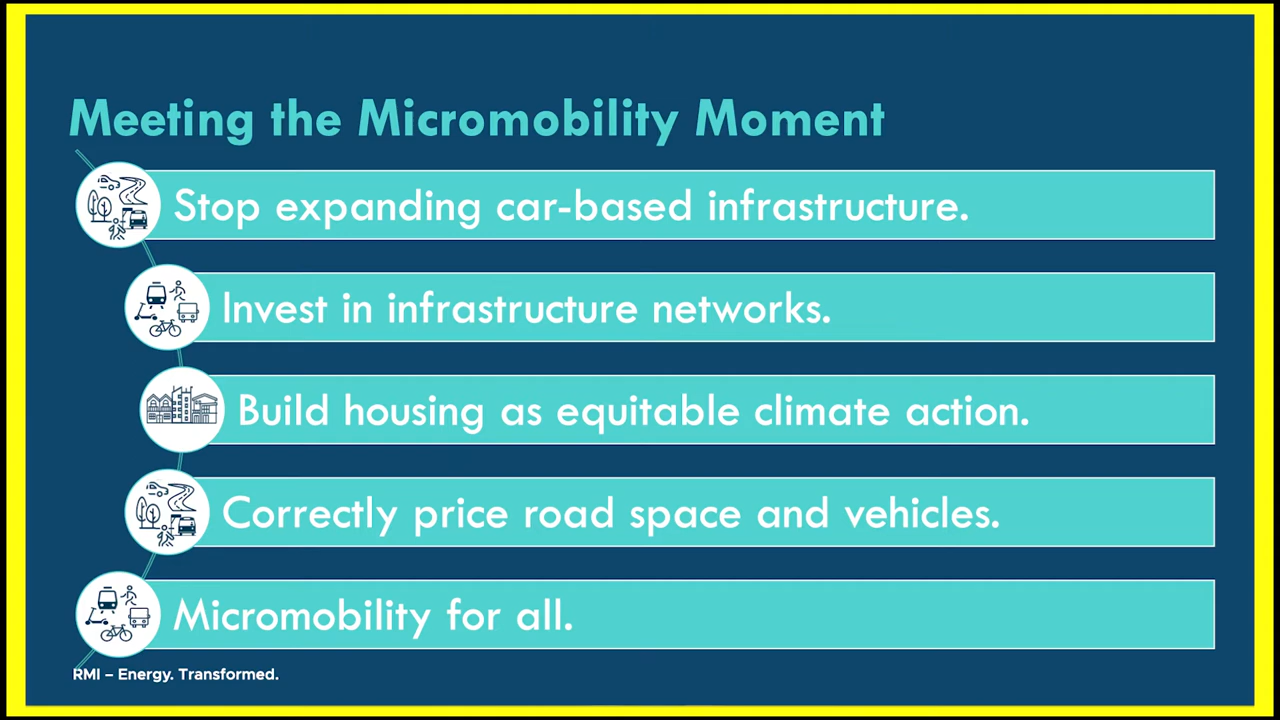 Meeting the Micromobility Moment
Stop expanding car-based infrastructure.
Invest in infrastructure networks.
Build housing as equitable climate action.
Correctly price road space and vehicles.
Micromobility for all.
RMI – Energy. Transformed.